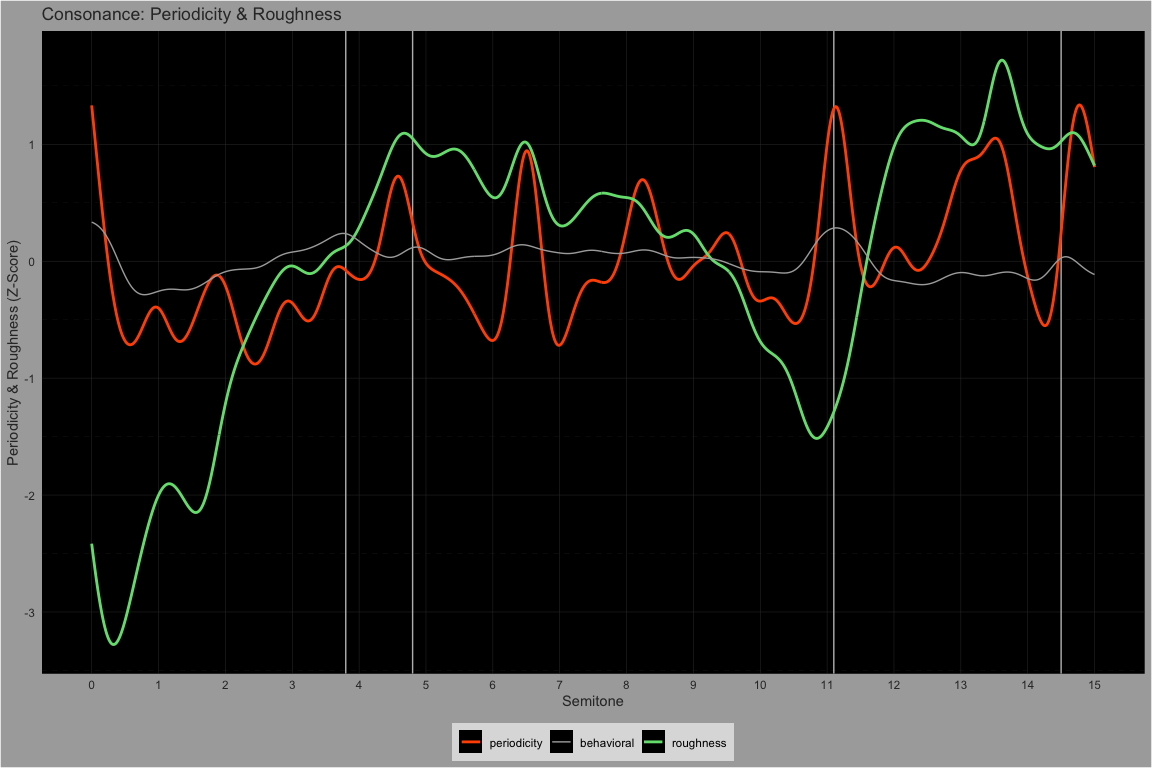 Consonance: Periodicity & Roughness
Periodicity & Roughness (Z-Score)
1
0
-1
-2
-3
0 1 2 3 4 5 6 7 8 9 10 11 12 13 14 15
Semitone
periodicity behavioral roughness